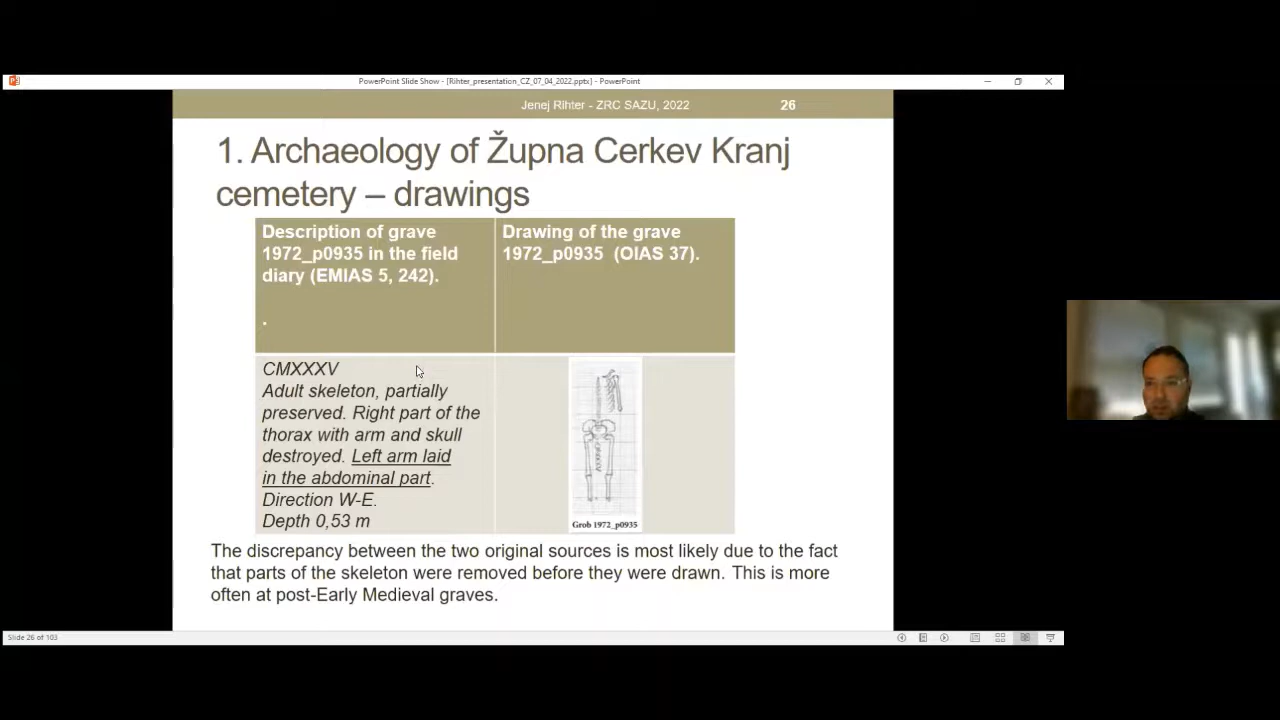 PowerPoint Slide Show - [Rihter_presentation_CZ_07_04_2022.pptx] - PowerPoint
Jenej Rihter - ZRC SAZU, 2022
26
1. Archaeology of Župna Cerkev Kranj
cemetery – drawings
Description of grave
1972_p0935 in the field
diary (EMIAS 5, 242).
.
Drawing of the grave
1972_p0935 (OIAS 37).
CMXXXV
Adult skeleton, partially
preserved. Right part of the
thorax with arm and skull
destroyed. Left arm laid
in the abdominal part.
Direction W-E.
Depth 0,53 m
CMXXXV
Grob 1972_p0935
The discrepancy between the two original sources is most likely due to the fact
that parts of the skeleton were removed before they were drawn. This is more
often at post-Early Medieval graves.
Slide 26 of 103